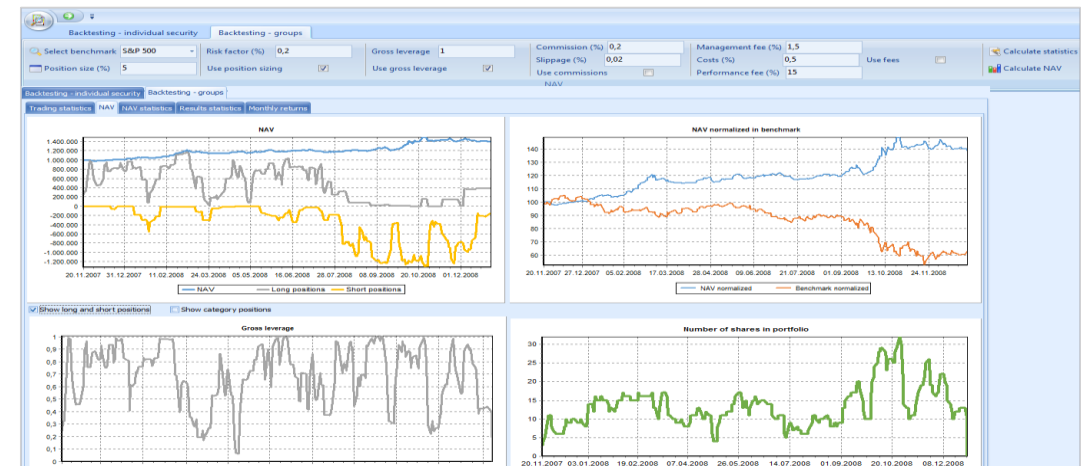 Backtesting - individual security Backtesting - groups
Select benchmark S&P 500 Risk factor (%) 0,2 Gross leverage 1 Commission (%) 0,2 Management fee (%) 1,5 Calculate statistics
Slippage (%) 0,02 Costs (%) 0,5 Use fees
Position size (%) 5 Use position sizing Use gross leverage Use commissions Performance fee (%) 15 Calculate NAV
NAV
Backtesting - individual security Backtesting - groups
Trading statistics NAV NAV statistics Results statistics Monthly returns
NAV
1.400.000
1.200.000
1.000.000
800.000
600.000
400.000
200.000
0
-200.000
-400.000
-600.000
-800.000
-1.000.000
-1.200.000
20.11.2007 31.12.2007 11.02.2008 24.03.2008 05.05.2008 16.06.2008 28.07.2008 08.09.2008 20.10.2008 01.12.2008
NAV Long positions Short positions
NAV normalized in benchmark
140
130
120
110
100
90
80
70
60
20.11.2007 27.12.2007 05.02.2008 17.03.2008 28.04.2008 09.06.2008 21.07.2008 01.09.2008 13.10.2008 24.11.2008
NAV normalized Benchmark normalized
Show long and short positions Show category positions
Gross leverage
1
0,9
0,8
0,7
0,6
0,5
0,4
0,3
0,2
0,1
0
Number of shares in portfolio
30
25
20
15
10
5
0
20.11.2007 03.01.2008 19.02.2008 07.04.2008 26.05.2008 14.07.2008 01.09.2008 20.10.2008 08.12.2008